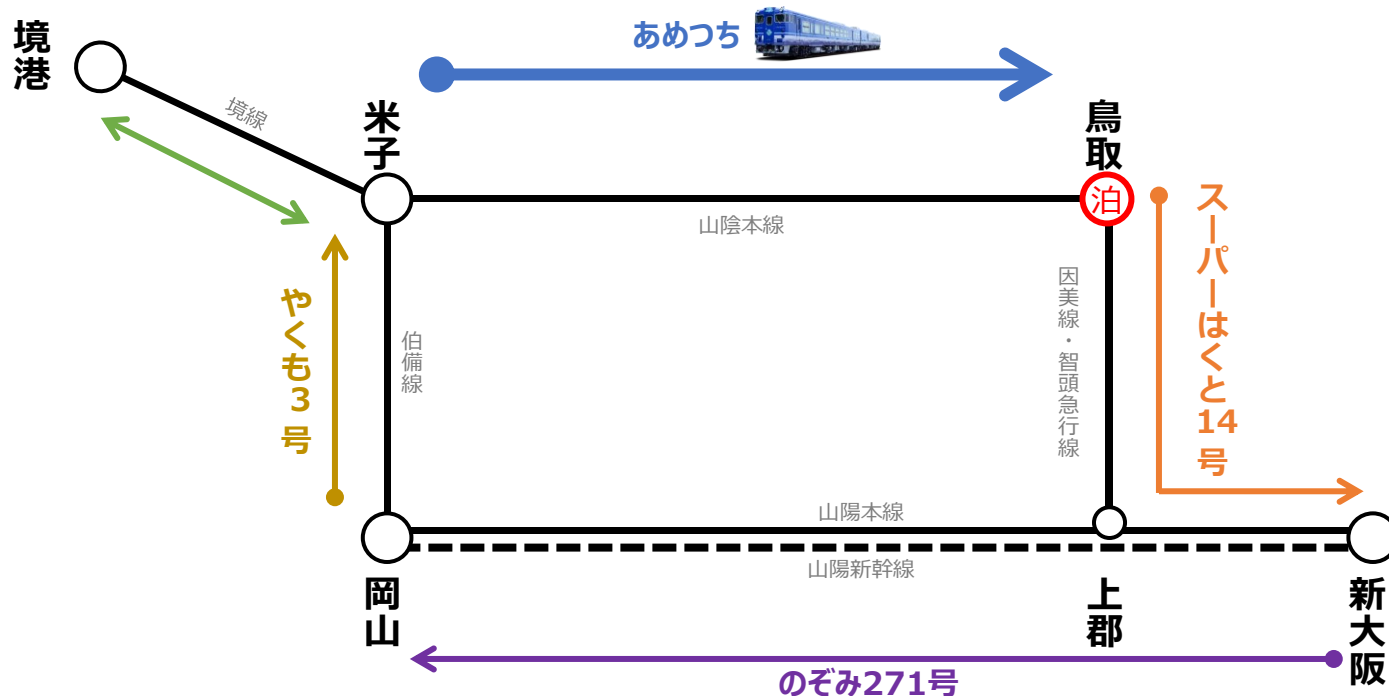 あめつち
境港
境線
米子
鳥取
泊
山陰本線
スーパーはくと14号
因美線・智頭急行線
やくも3号
伯備線
山陽本線
山陽新幹線
岡山
上郡
新大阪
のぞみ271号